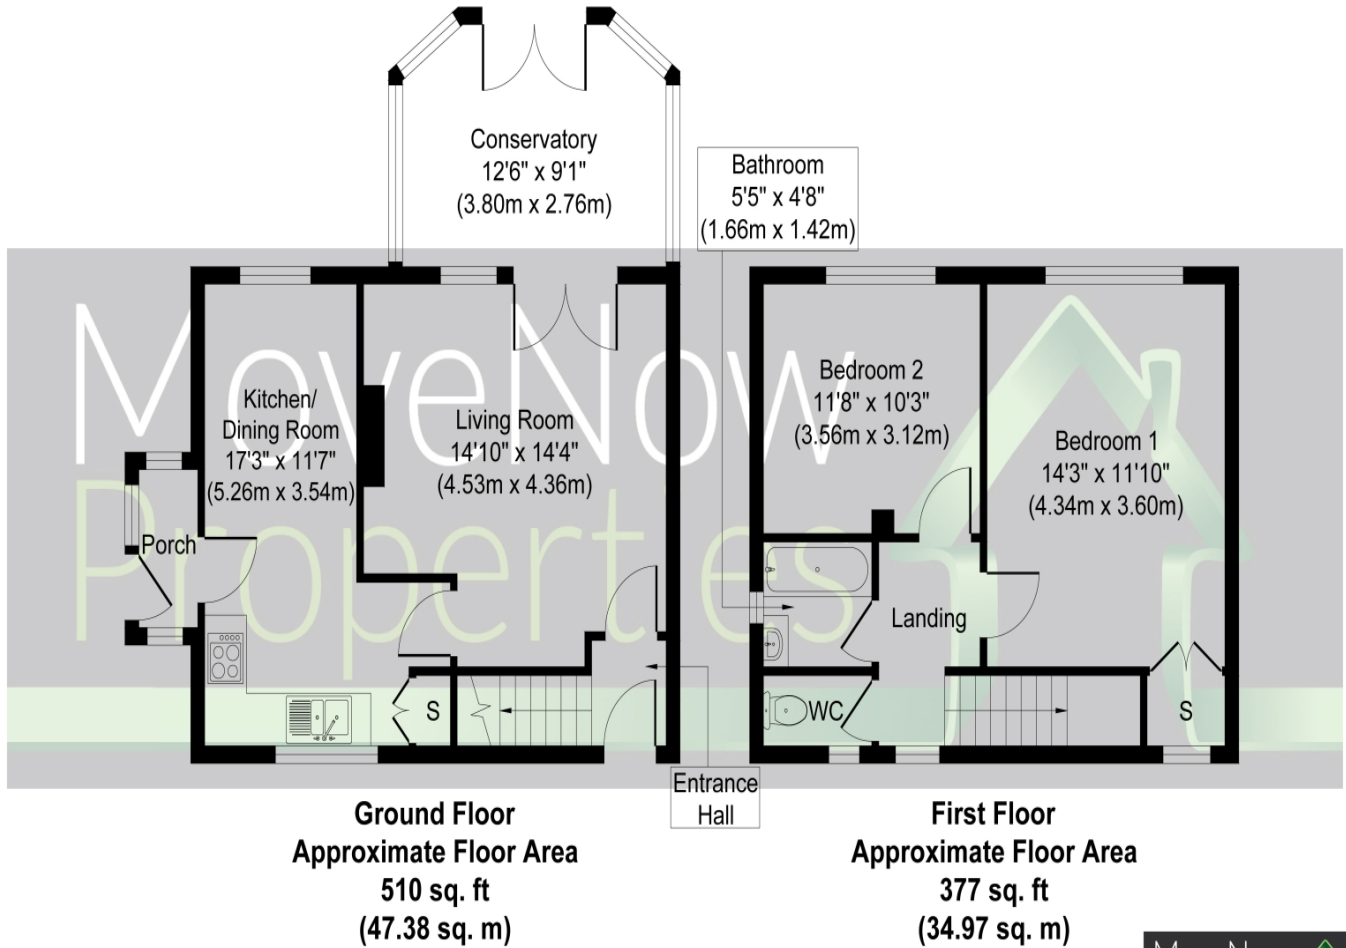 Conservatory
12'6" x 9'1"
(3.80m x 2.76m)
Bathroom
5'5" x 4'8"
(1.66m x 1.42m)
MoveNow
Properties
Kitchen/
Dining Room
17'3" x 11'7"
(5.26m x 3.54m)
Living Room
14'10" x 14'4"
(4.53m x 4.36m)
Bedroom 2
11'8" x 10'3"
(3.56m x 3.12m)
Bedroom 1
14'3" x 11'10"
(4.34m x 3.60m)
Porch
Landing
S
WC
S
Entrance
Hall
Ground Floor
Approximate Floor Area
510 sq. ft
(47.38 sq. m)
First Floor
Approximate Floor Area
377 sq. ft
(34.97 sq. m)